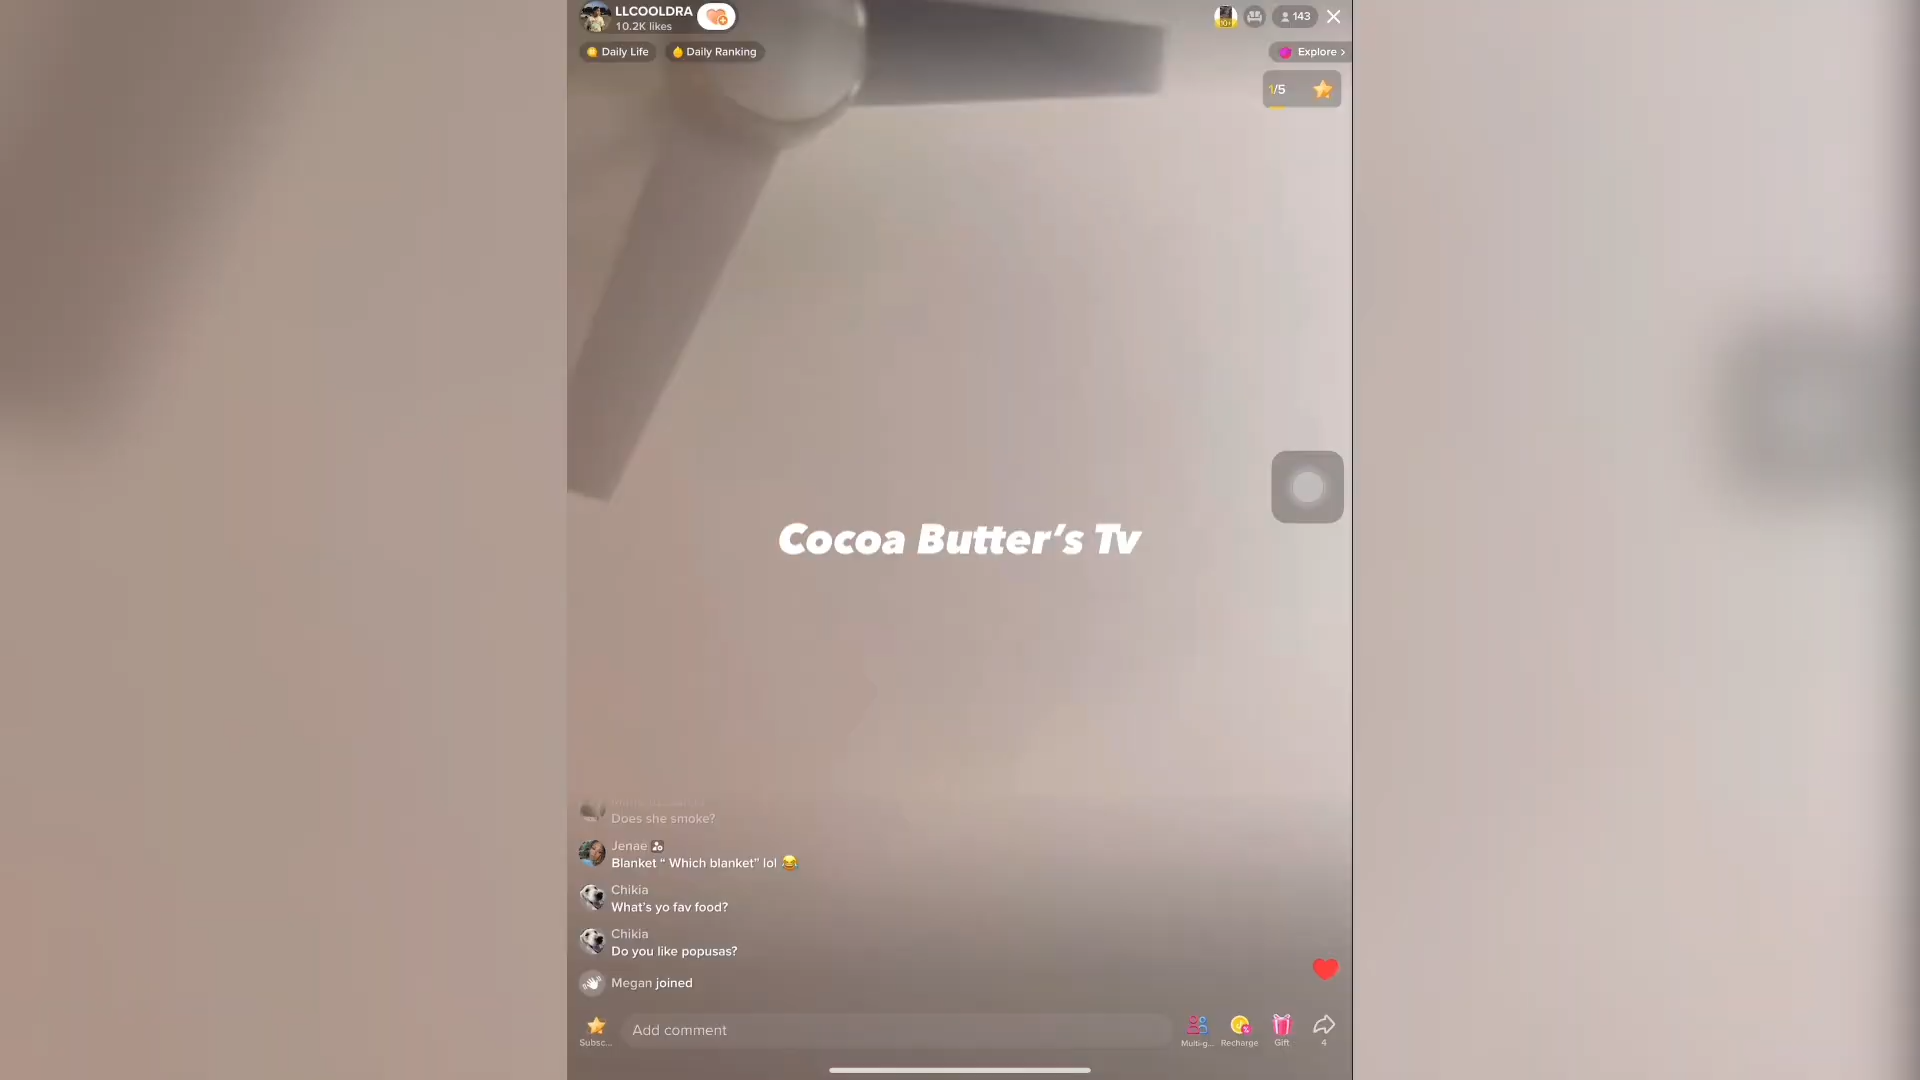 LLCOOLDRA
10.2K likes
143
Daily Life
Daily Ranking
Explore >
1/5
Cocoa Butter's Tv
Does she smoke?
Jenae
Blanket “ Which blanket” lol 😂
Chikia
What's yo fav food?
Chikia
Do you like popusas?
Megan joined
Add comment
Subsc...
Multi-g...
Recharge
Gift
4